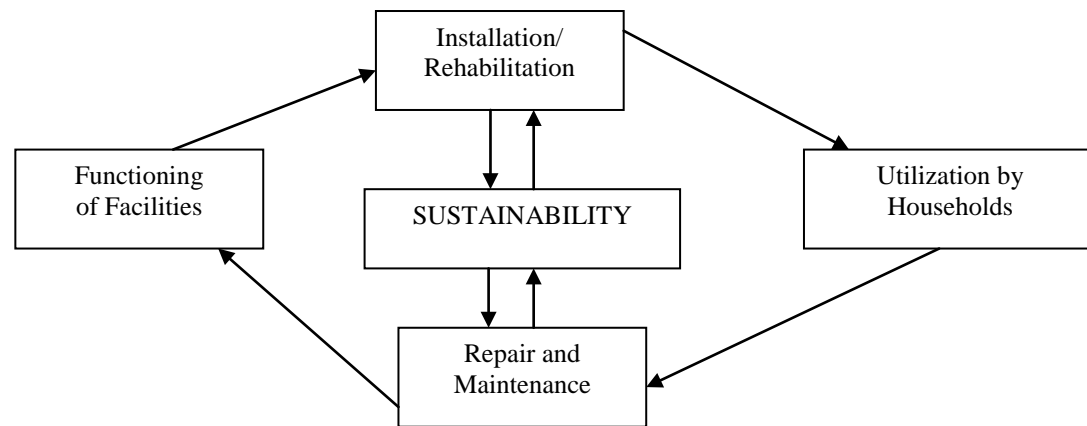 Installation/
Rehabilitation
Functioning
of Facilities
SUSTAINABILITY
Utilization by
Households
Repair and
Maintenance